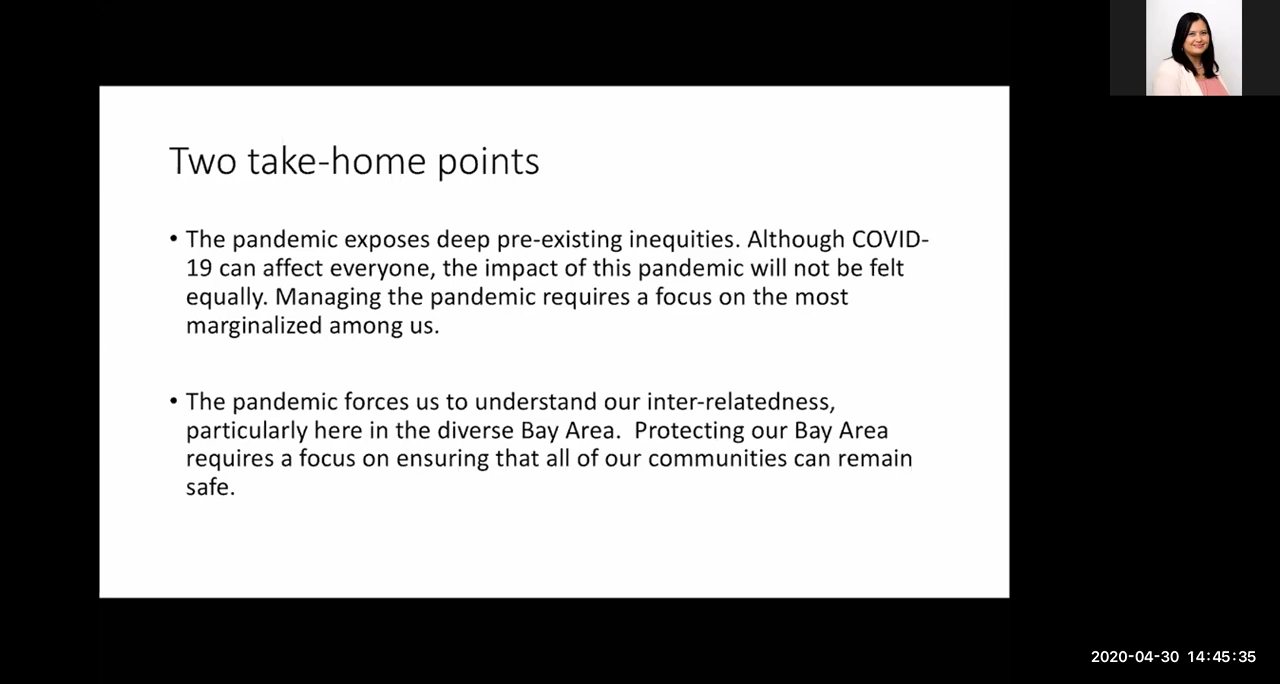 Two take-home points
• The pandemic exposes deep pre-existing inequities. Although COVID-
19 can affect everyone, the impact of this pandemic will not be felt
equally. Managing the pandemic requires a focus on the most
marginalized among us.
• The pandemic forces us to understand our inter-relatedness,
particularly here in the diverse Bay Area.  Protecting our Bay Area
requires a focus on ensuring that all of our communities can remain
safe.
2020-04-30 14:45:35